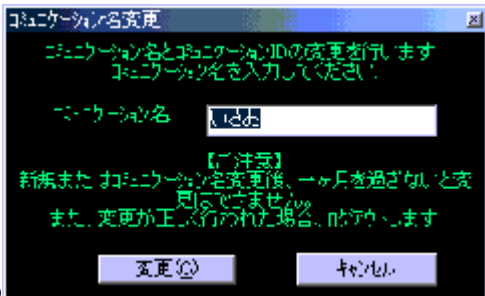 コミュニケーション名変更
コミュニケーション名とコミュニケーションIDの変更を行います
コミュニケーション名を入力してください
コミュニケーション名
【ご注意】
新規またはコミュニケーション名変更後、一ヶ月を過ぎないと変
更はできません。
また、変更が正しく行われた場合、ログアウトします
変更(C)
キャンセル